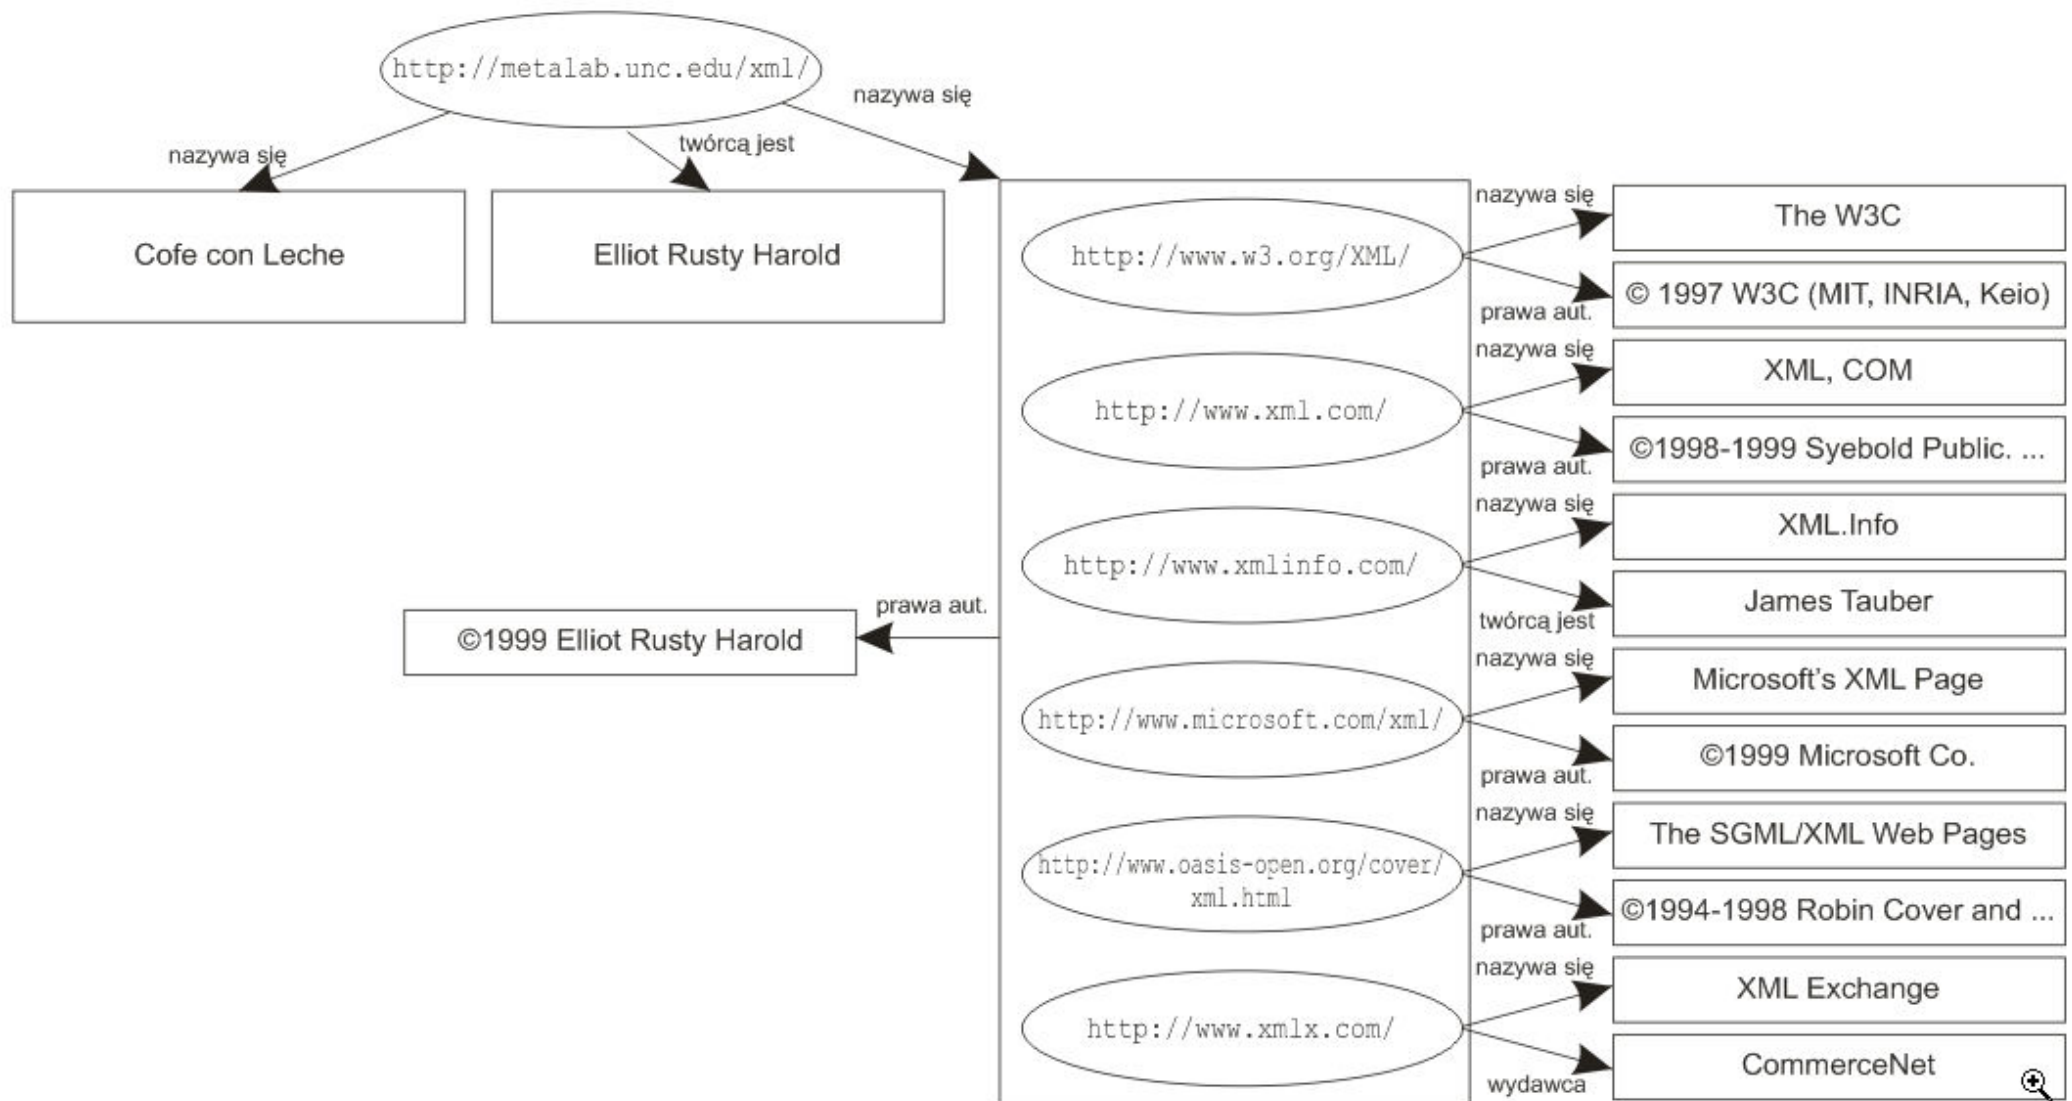 http://metalab.unc.edu/xml/
nazywa się
twórcą jest
nazywa się
Cofe con Leche
Elliot Rusty Harold
http://www.w3.org/XML/
nazywa się
The W3C
prawa aut.
© 1997 W3C (MIT, INRIA, Keio)
http://www.xml.com/
nazywa się
XML, COM
prawa aut.
©1998-1999 Syebold Public. ...
http://www.xmlinfo.com/
nazywa się
XML.Info
twórcą jest
James Tauber
prawa aut.
©1999 Elliot Rusty Harold
http://www.microsoft.com/xml/
nazywa się
Microsoft's XML Page
prawa aut.
©1999 Microsoft Co.
http://www.oasis-open.org/cover/
xml.html
nazywa się
The SGML/XML Web Pages
prawa aut.
©1994-1998 Robin Cover and ...
http://www.xmlx.com/
nazywa się
XML Exchange
wydawca
CommerceNet